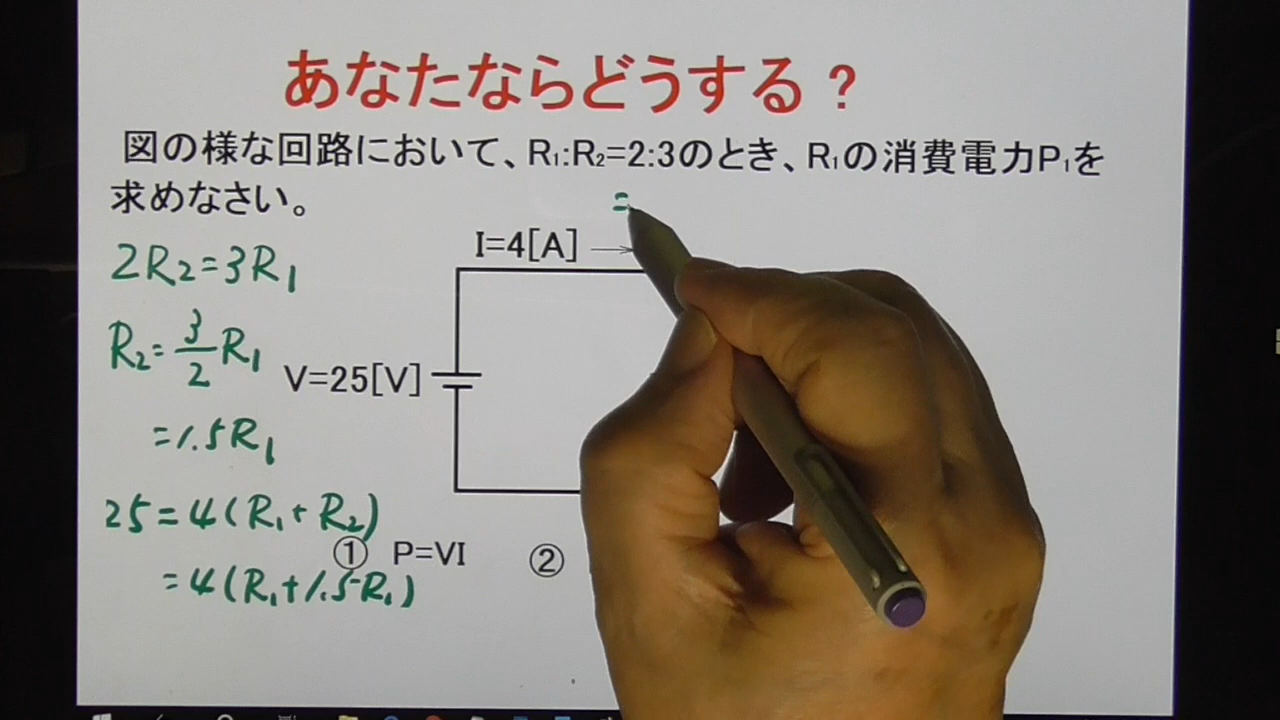 あなたならどうする？
図の様な回路において、R₁:R₂=2:3のとき、R₁の消費電力P₁を
求めなさい。
=
2R₂=3R₁
I=4[A]
R₂=3/2R₁
V=25[V]
=1.5R₁
25=4(R₁+R₂)
① P=VI ②
=4(R₁+1.5R₁)